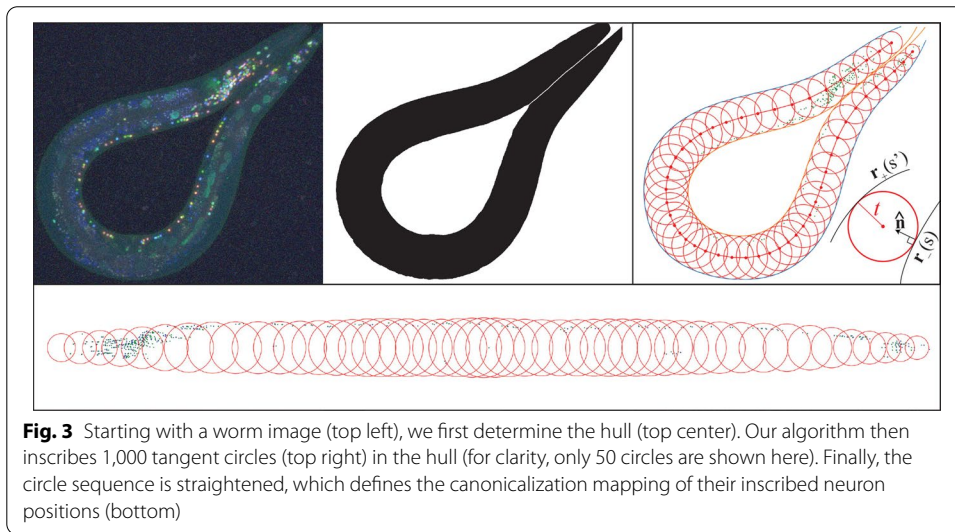 r₊(s')
t
n̂
r₋(s)
Fig. 3 Starting with a worm image (top left), we first determine the hull (top center). Our algorithm then
inscribes 1,000 tangent circles (top right) in the hull (for clarity, only 50 circles are shown here). Finally, the
circle sequence is straightened, which defines the canonicalization mapping of their inscribed neuron
positions (bottom)